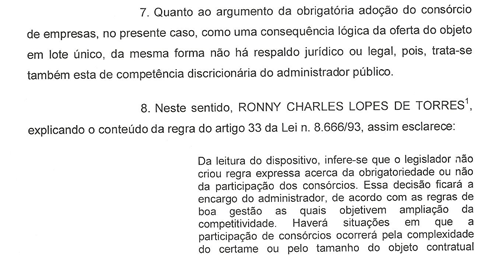 7. Quanto ao argumento da obrigatória adoção do consórcio
de empresas, no presente caso, como uma consequência lógica da oferta do objeto
em lote único, da mesma forma não há respaldo jurídico ou legal, pois, trata-se
também esta de competência discricionária do administrador público.
8. Neste sentido, RONNY CHARLES LOPES DE TORRES¹,
explicando o conteúdo da regra do artigo 33 da Lei n. 8.666/93, assim esclarece:
Da leitura do dispositivo, infere-se que o legislador não
criou regra expressa acerca da obrigatoriedade ou não
da participação dos consórcios. Essa decisão ficará a
encargo do administrador, de acordo com as regras de
boa gestão as quais objetivem ampliação da
competitividade. Haverá situações em que a
participação de consórcios ocorrerá pela complexidade
do certame ou pelo tamanho do objeto contratual